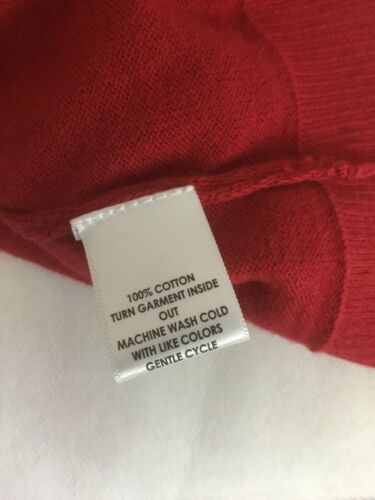 100% COTTON
TURN GARMENT INSIDE
OUT
MACHINE WASH COLD
WITH LIKE COLORS
GENTLE CYCLE